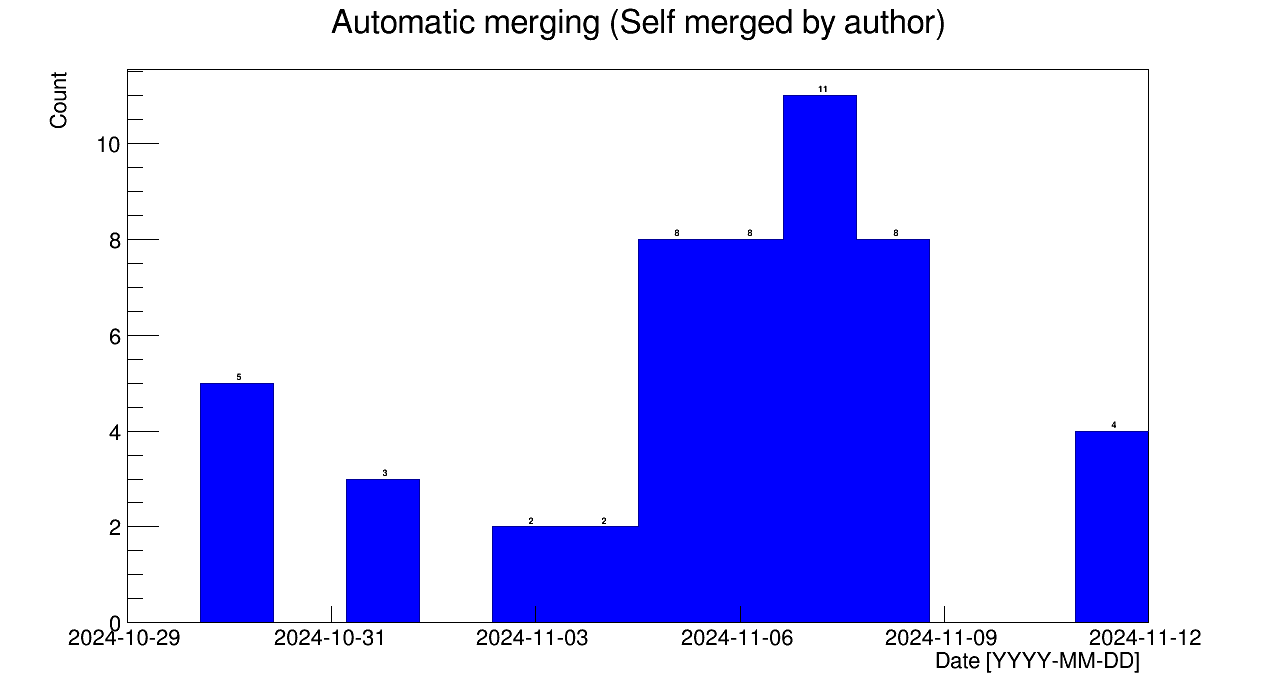 Automatic merging (Self merged by author)
Count
11
10
8
8 8 8
6
5
4
4
3
2
2 2
0
2024-10-29 2024-10-31 2024-11-03 2024-11-06 2024-11-09 2024-11-12
Date [YYYY-MM-DD]